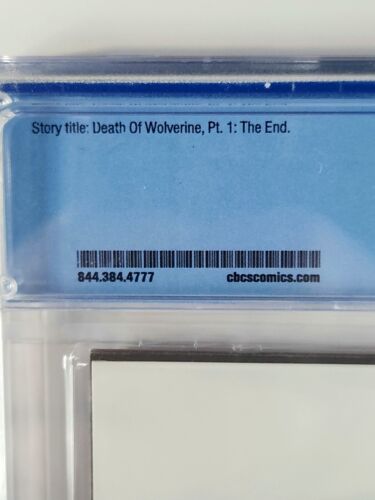 Story title: Death Of Wolverine, Pt. 1: The End.
844.384.4777 cbcscomics.com